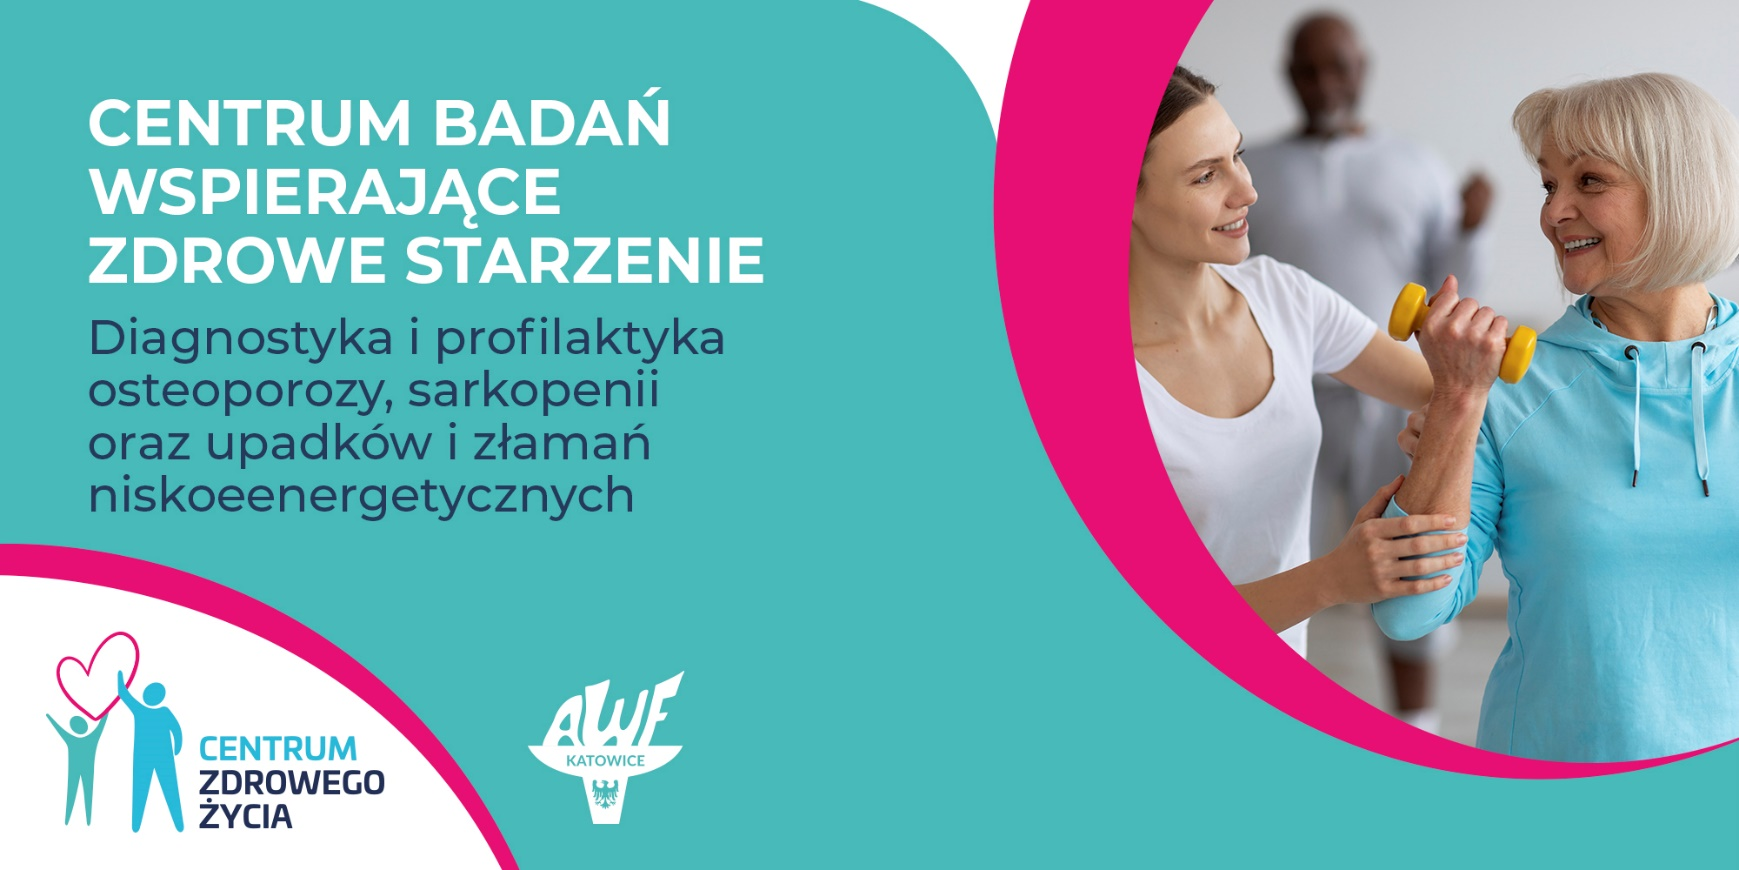 CENTRUM BADAŃ
WSPIERAJĄCE
ZDROWE STARZENIE
Diagnostyka i profilaktyka
osteoporozy, sarkopenii
oraz upadków i złamań
niskoeenergetycznych
CENTRUM
ZDROWEGO
ŻYCIA
AWF
KATOWICE